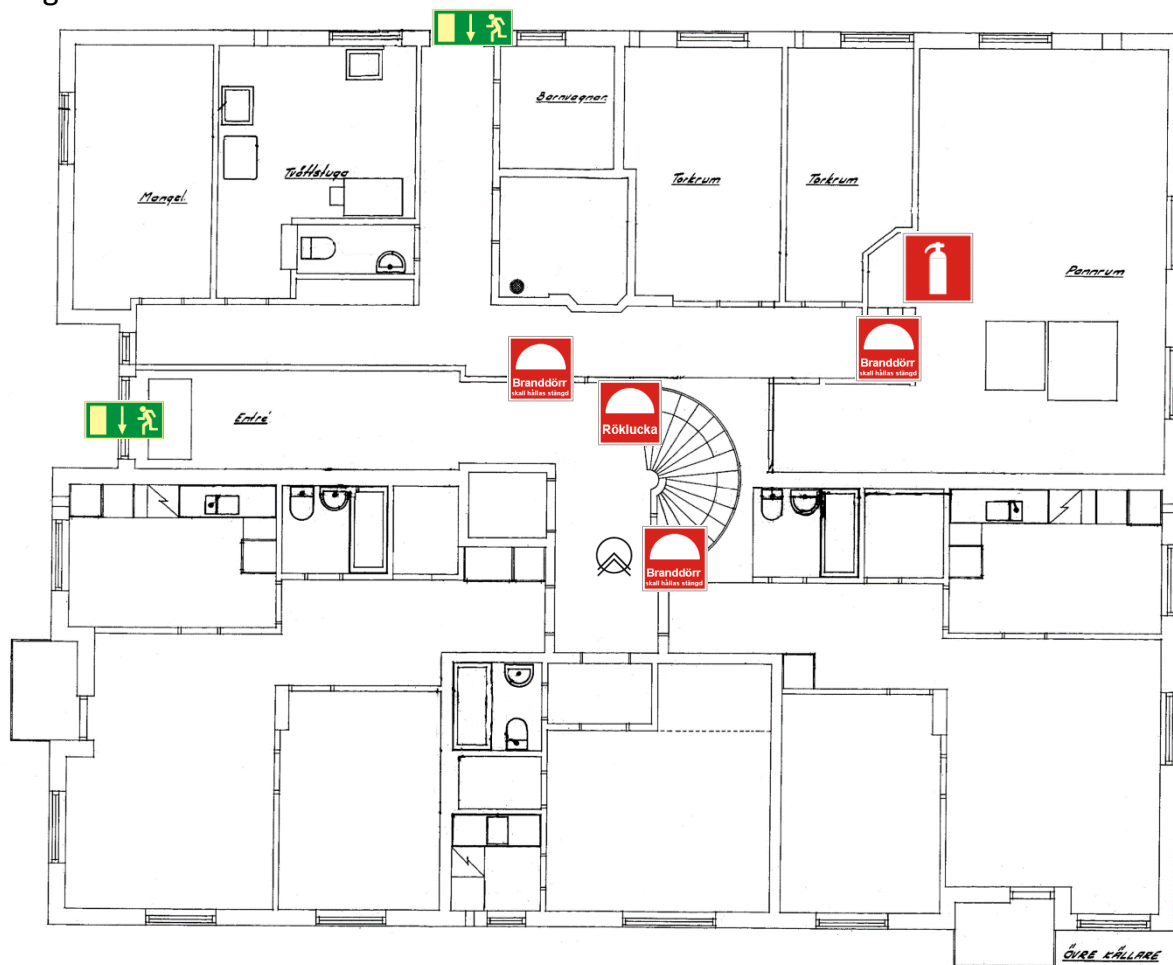 Barnvagnar.
Tvättstuga
Torkrum
Torkrum
Mangel.
Pannrum
Branddörr
skall hållas stängd
Branddörr
skall hållas stängd
Röklucka
Entré
Branddörr
skall hållas stängd
ÖVRE KÄLLARE